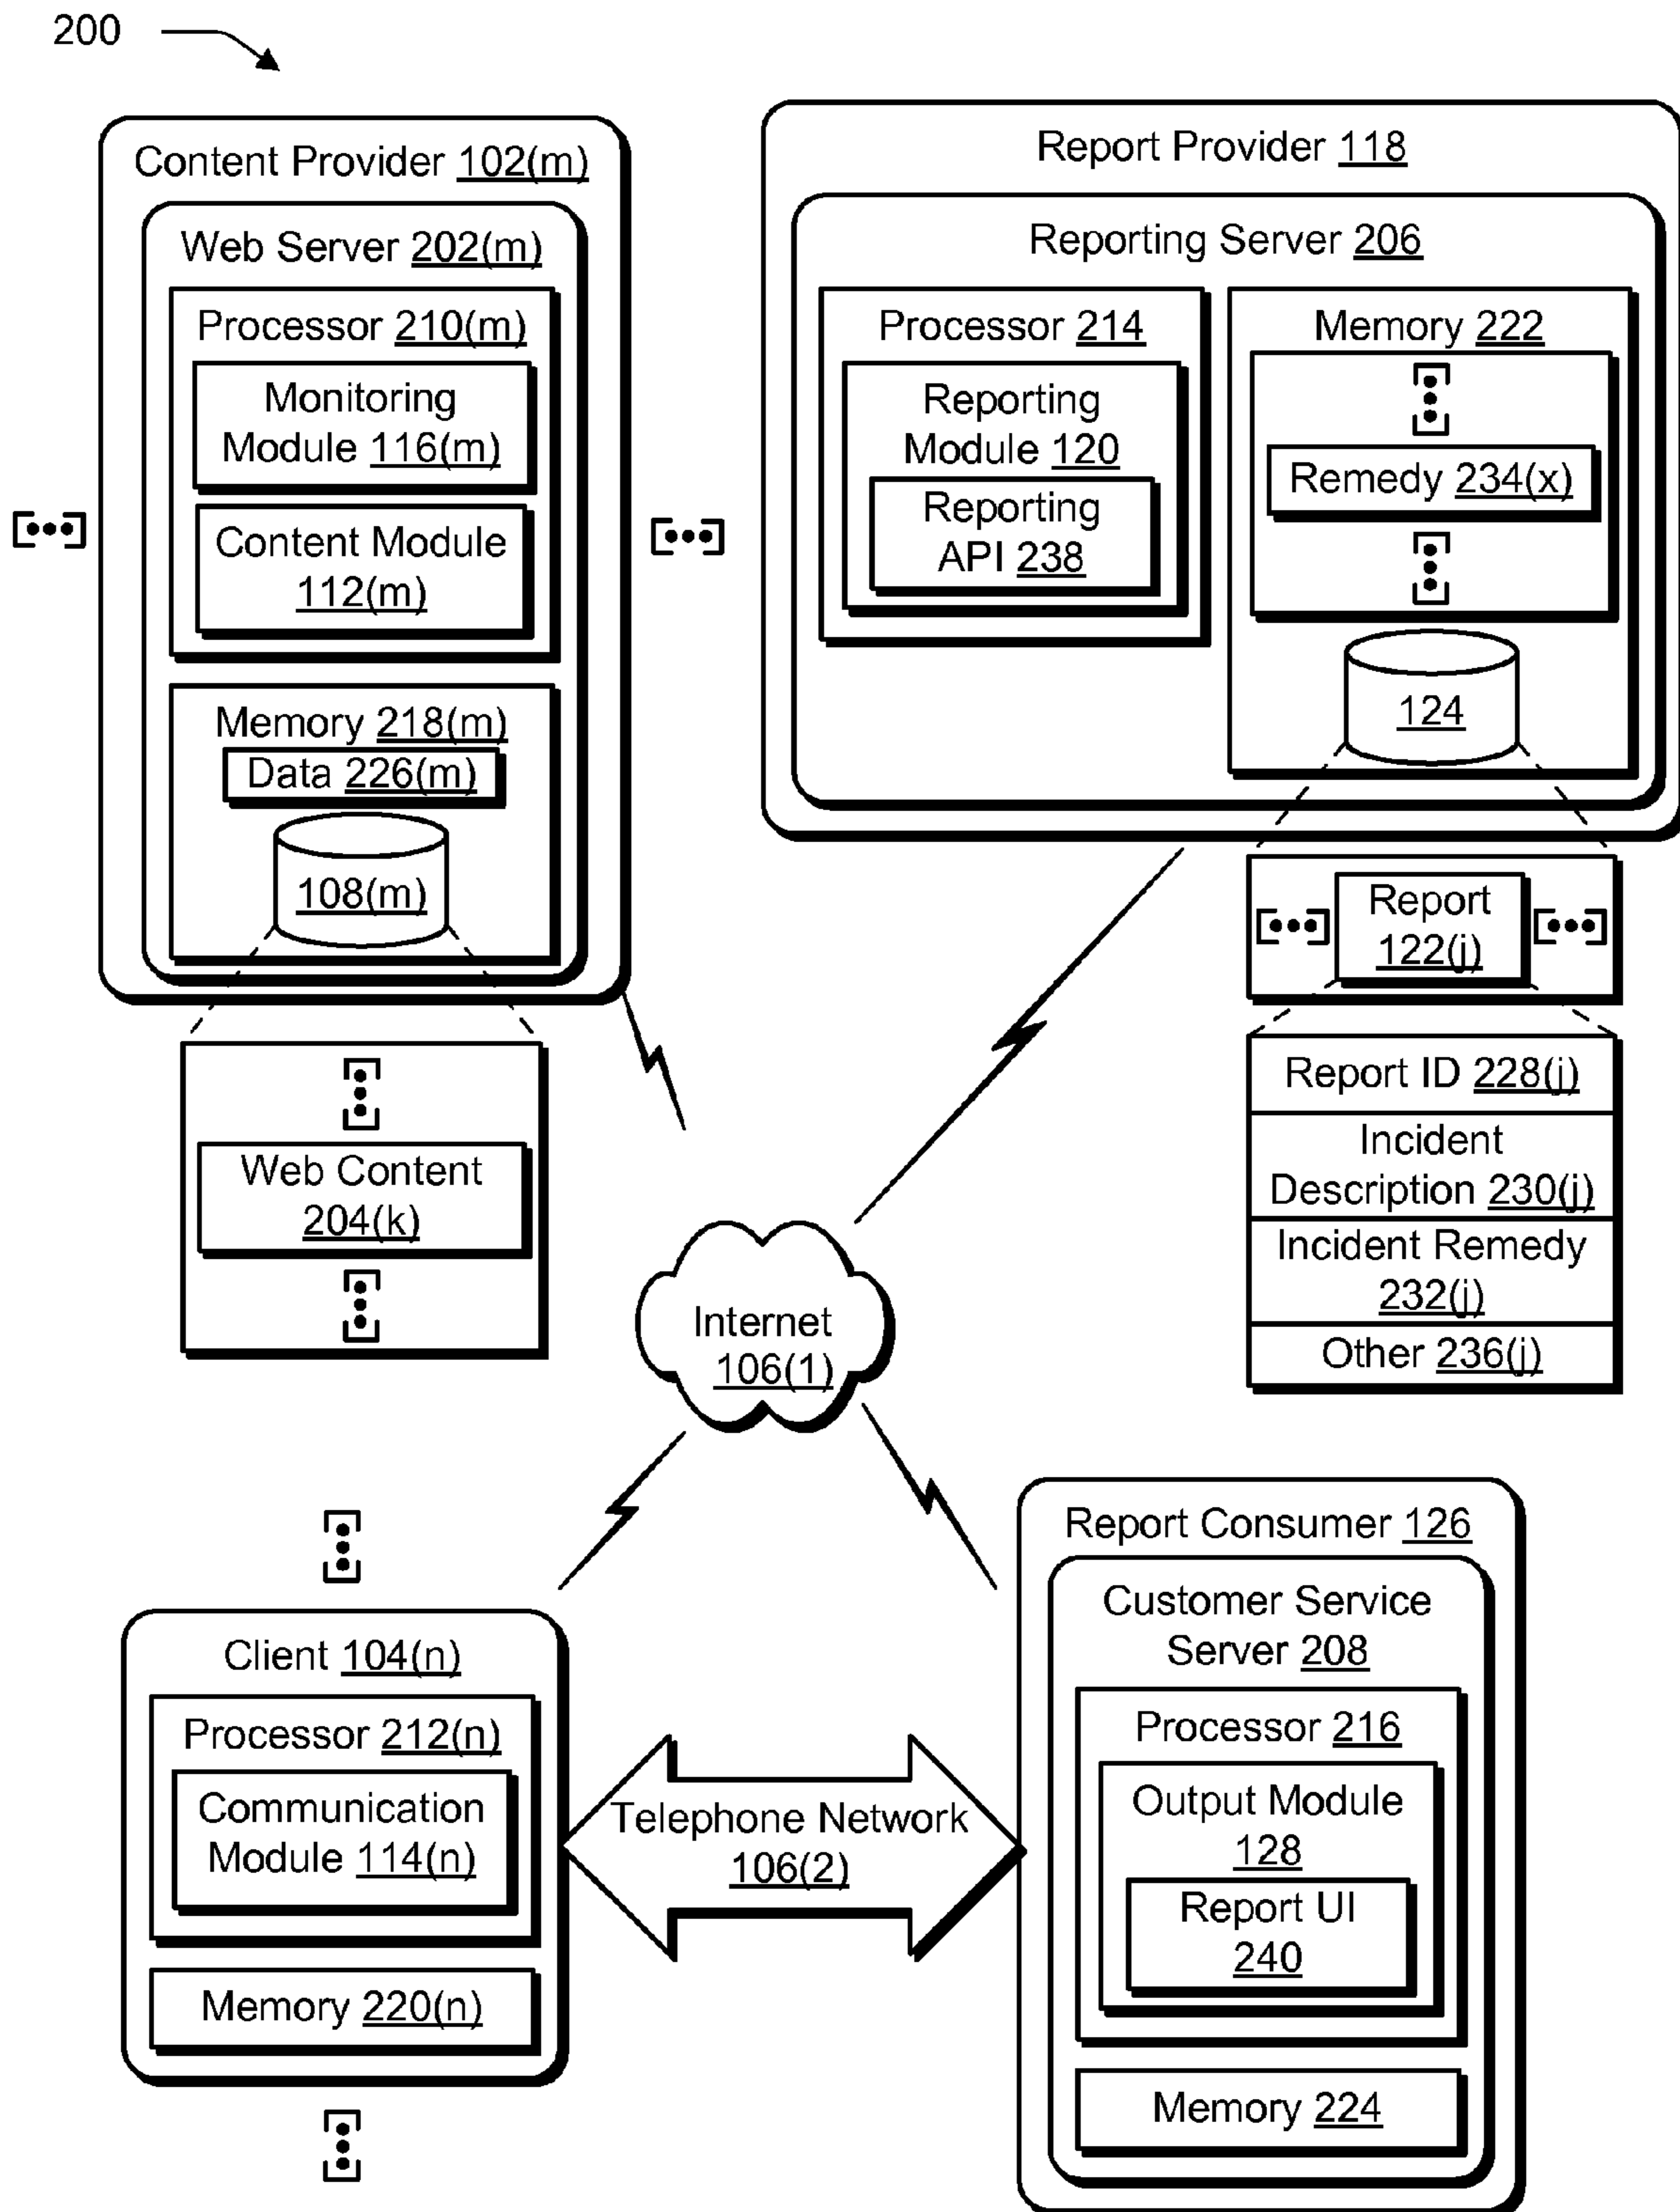 200
Content Provider 102(m)
Web Server 202(m)
Processor 210(m)
Monitoring
Module 116(m)
Content Module
112(m)
Memory 218(m)
Data 226(m)
108(m)
Web Content
204(k)
Report Provider 118
Reporting Server 206
Processor 214
Reporting
Module 120
Reporting
API 238
Memory 222
Remedy 234(x)
124
Report
122(j)
Report ID 228(j)
Incident
Description 230(j)
Incident Remedy
232(j)
Other 236(j)
Internet
106(1)
Client 104(n)
Processor 212(n)
Communication
Module 114(n)
Memory 220(n)
Telephone Network
106(2)
Report Consumer 126
Customer Service
Server 208
Processor 216
Output Module
128
Report UI
240
Memory 224